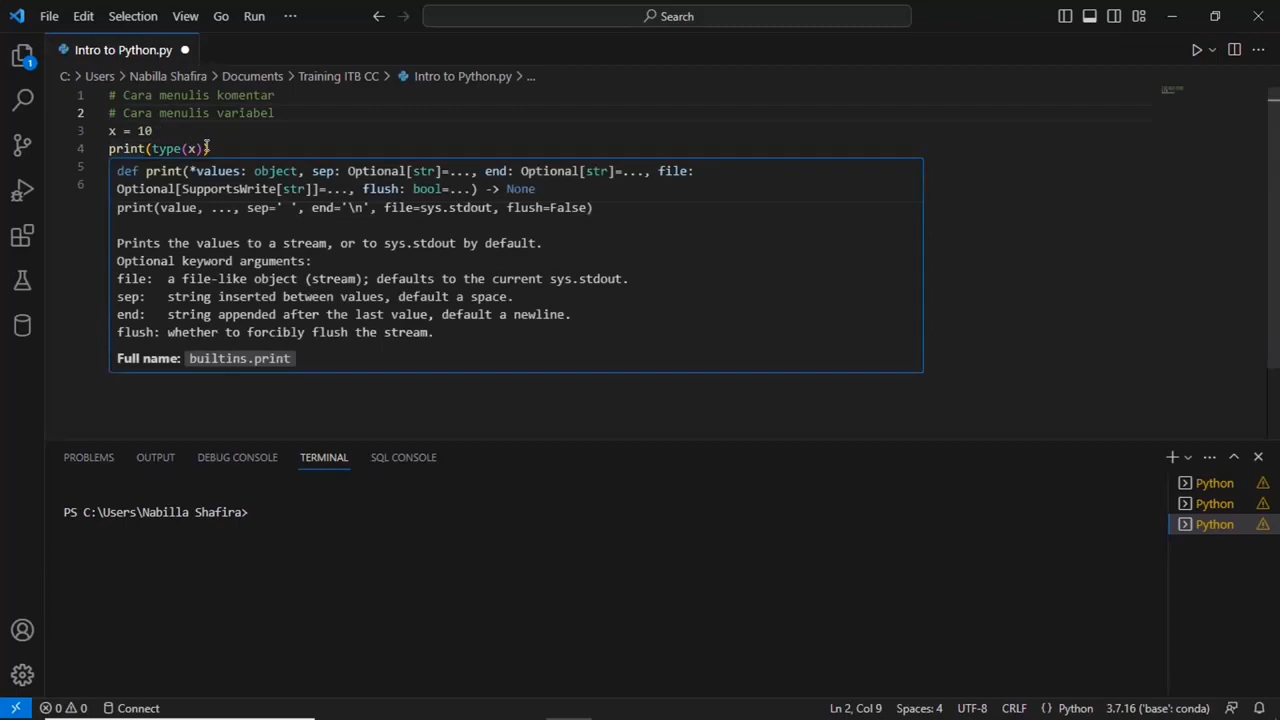 File Edit Selection View Go Run ··· Search
Intro to Python.py
C: > Users > Nabilla Shafira > Documents > Training ITB CC > Intro to Python.py > ...
1 # Cara menulis komentar
2 # Cara menulis variabel
3 x = 10
4 print(type(x))
5
6
def print(*values: object, sep: Optional[str]=..., end: Optional[str]=..., file:
Optional[SupportsWrite[str]]=..., flush: bool=...) -> None
print(value, ..., sep=' ', end='\n', file=sys.stdout, flush=False)
Prints the values to a stream, or to sys.stdout by default.
Optional keyword arguments:
file: a file-like object (stream); defaults to the current sys.stdout.
sep: string inserted between values, default a space.
end: string appended after the last value, default a newline.
flush: whether to forcibly flush the stream.
Full name: builtins.print
PROBLEMS OUTPUT DEBUG CONSOLE TERMINAL SQL CONSOLE
Python
Python
Python
PS C:\Users\Nabilla Shafira>
1
0 0 Connect Ln 2, Col 9 Spaces: 4 UTF-8 CRLF { } Python 3.7.16 ('base': conda)